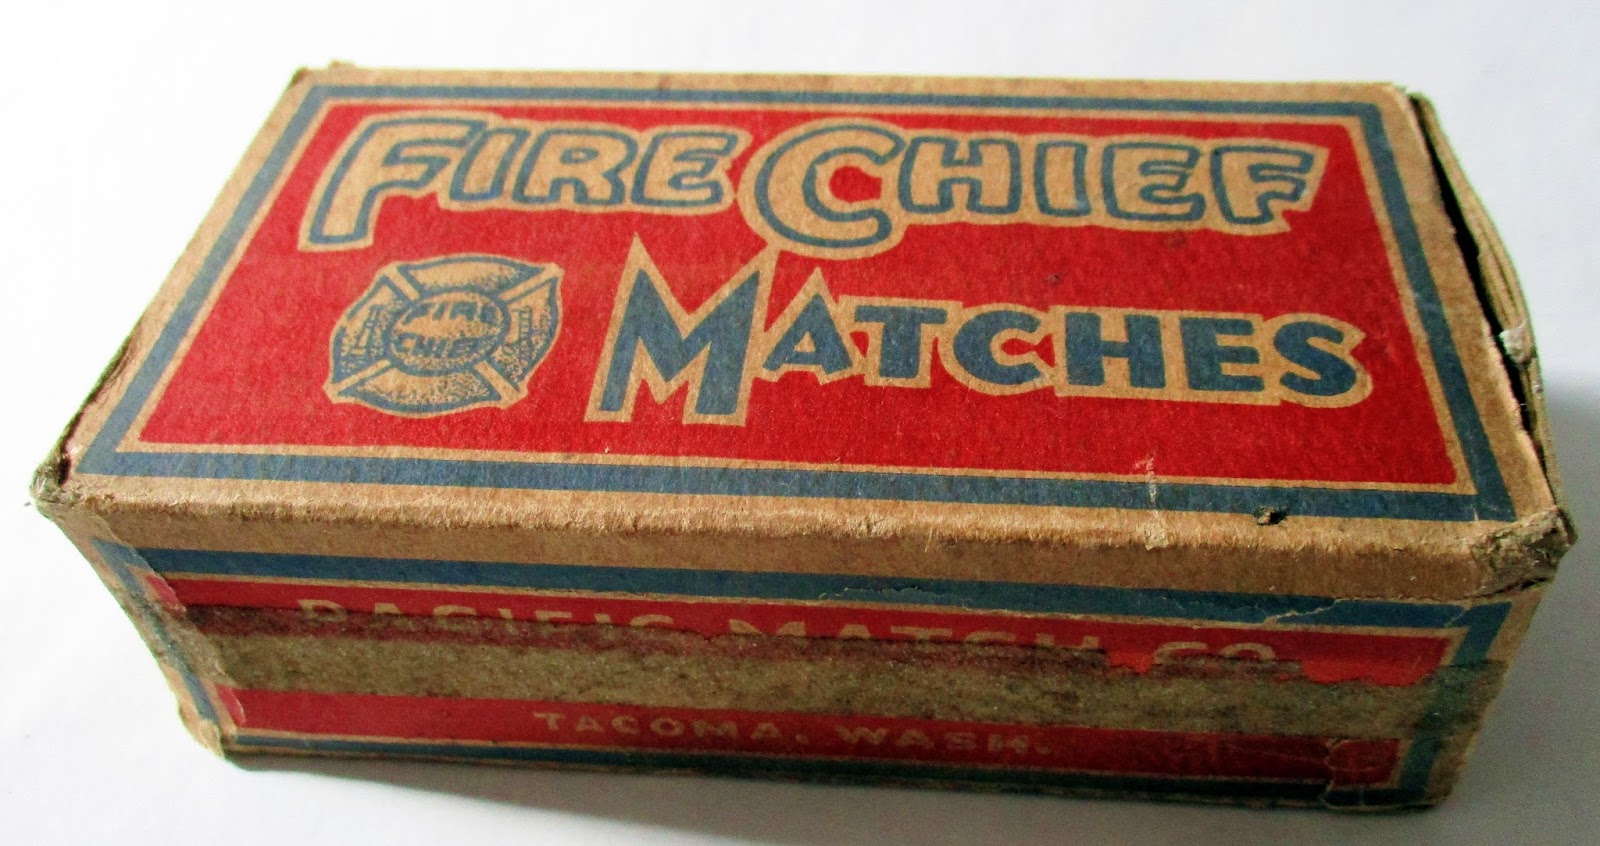 FIRE CHIEF
MATCHES
FIRE
CHIEF
PACIFIC MATCH CO.
TACOMA, WASH.